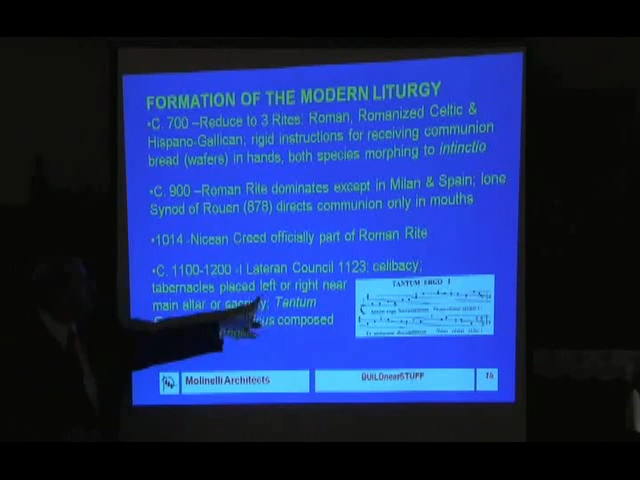 FORMATION OF THE MODERN LITURGY
•C. 700 –Reduce to 3 Rites: Roman, Romanized Celtic &
Hispano-Gallican; rigid instructions for receiving communion
bread (wafers) in hands, both species morphing to intinctio
•C. 900 –Roman Rite dominates except in Milan & Spain; lone
Synod of Rouen (878) directs communion only in mouths
•1014 -Nicean Creed officially part of Roman Rite
•C. 1100-1200 -I Lateran Council 1123: celibacy;
tabernacles placed left or right near
main altar or sacristy; Tantum
composed
TANTUM ERGO I
Molinelli Architects
BUILDnearSTUFF
15